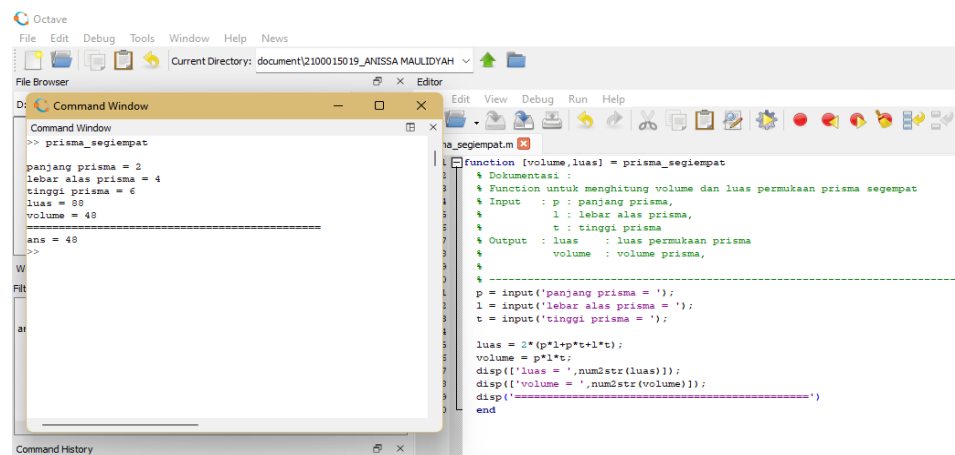 Octave
File Edit Debug Tools Window Help News
Current Directory: document\2100015019_ANISSA MAULIDYAH
File Browser
Editor
D:
Command Window
Command Window
>> prisma_segiempat
panjang prisma = 2
lebar alas prisma = 4
tinggi prisma = 6
luas = 88
volume = 48
================================================
ans = 48
>>
Command History
Edit View Debug Run Help
na_segiempat.m
function [volume,luas] = prisma_segiempat
% Dokumentasi :
% Function untuk menghitung volume dan luas permukaan prisma segempat
% Input : p : panjang prisma,
% l : lebar alas prisma,
% t : tinggi prisma
% Output : luas : luas permukaan prisma
% volume : volume prisma,
%
% --------------------------------------------------------------------------
p = input('panjang prisma = ');
l = input('lebar alas prisma = ');
t = input('tinggi prisma = ');
luas = 2*(p*l+p*t+l*t);
volume = p*l*t;
disp(['luas = ',num2str(luas)]);
disp(['volume = ',num2str(volume)]);
disp('==============================================')
end